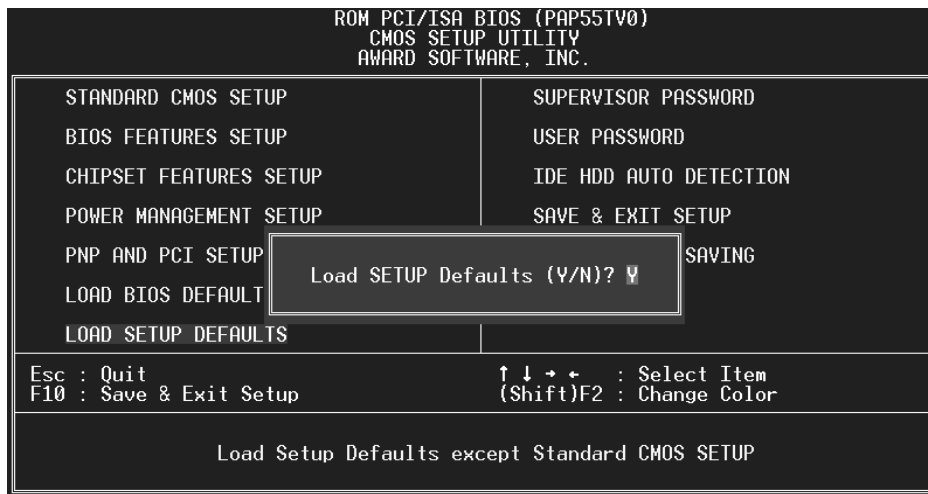 ROM PCI/ISA BIOS (PAP55TV0)
CMOS SETUP UTILITY
AWARD SOFTWARE, INC.
STANDARD CMOS SETUP
BIOS FEATURES SETUP
CHIPSET FEATURES SETUP
POWER MANAGEMENT SETUP
PNP AND PCI SETUP
LOAD BIOS DEFAULT
LOAD SETUP DEFAULTS
SUPERVISOR PASSWORD
USER PASSWORD
IDE HDD AUTO DETECTION
SAVE & EXIT SETUP
SAVING
Load SETUP Defaults (Y/N)? Y
Esc : Quit
F10 : Save & Exit Setup
↑ ↓ → ← : Select Item
(Shift)F2 : Change Color
Load Setup Defaults except Standard CMOS SETUP